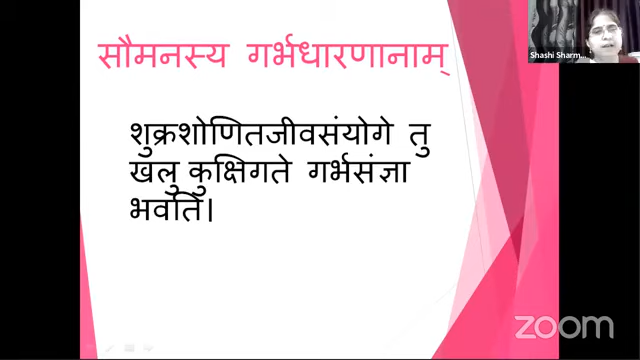 सौमनस्य गर्भधारणानाम्
शुक्रशोणितजीवसंयोगे तु
खलु कुक्षिगते गर्भसंज्ञा
भवति।
Shashi Sharm...
zoom